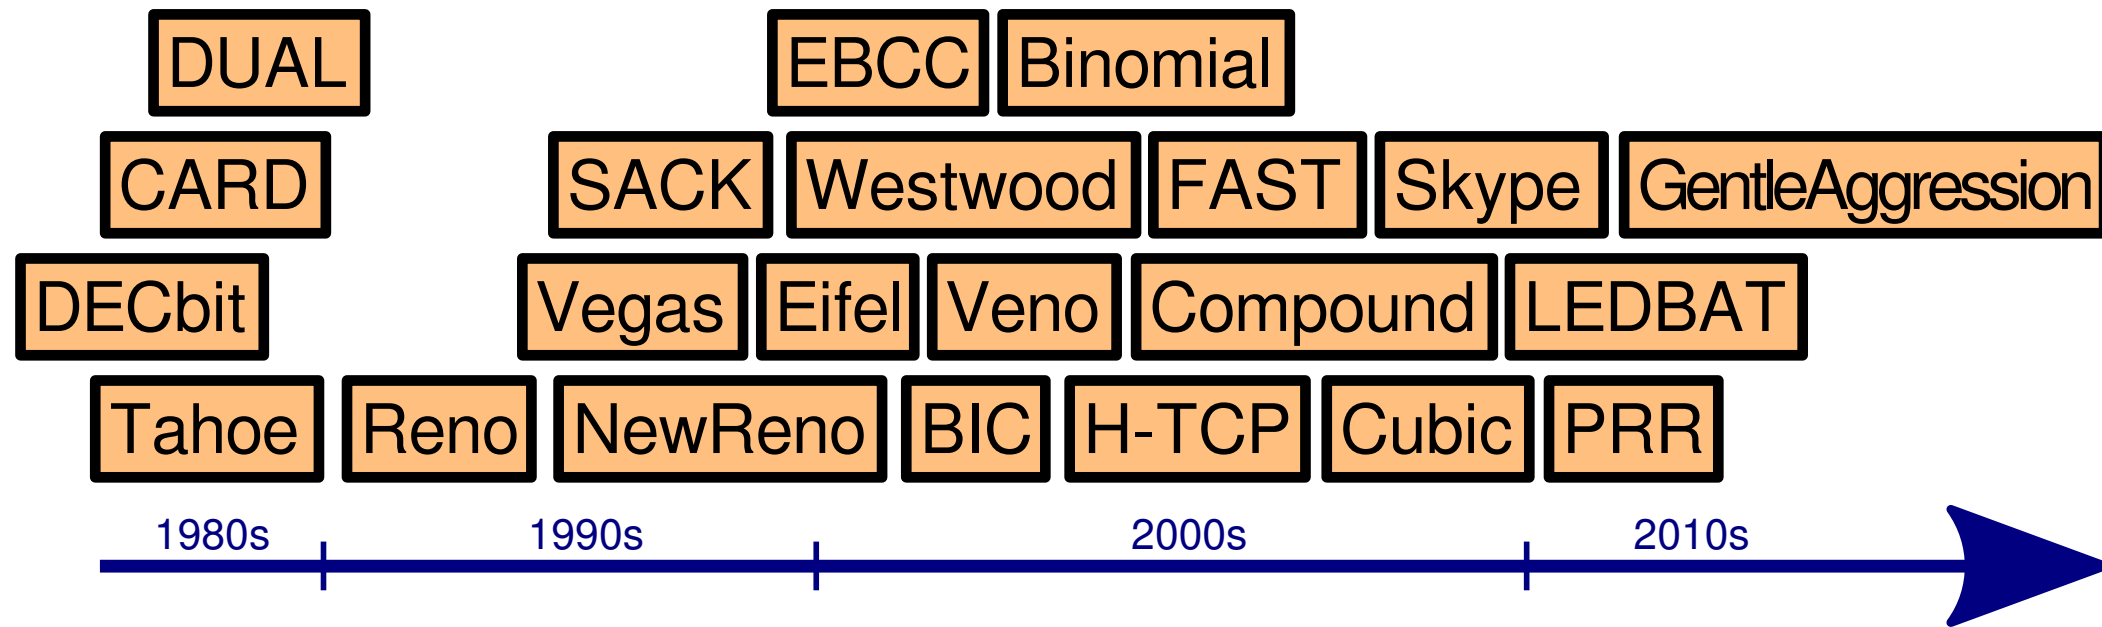 DUAL EBCC Binomial
CARD SACK Westwood FAST Skype GentleAggression
DECbit Vegas Eifel Veno Compound LEDBAT
Tahoe Reno NewReno BIC H-TCP Cubic PRR
1980s 1990s 2000s 2010s